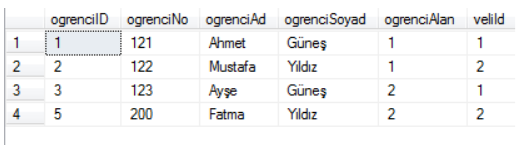 ogrenciID ogrenciNo ogrenciAd ogrenciSoyad ogrenciAlan veliId
1 1 121 Ahmet Güneş 1 1
2 2 122 Mustafa Yıldız 1 2
3 3 123 Ayşe Güneş 2 1
4 5 200 Fatma Yıldız 2 2